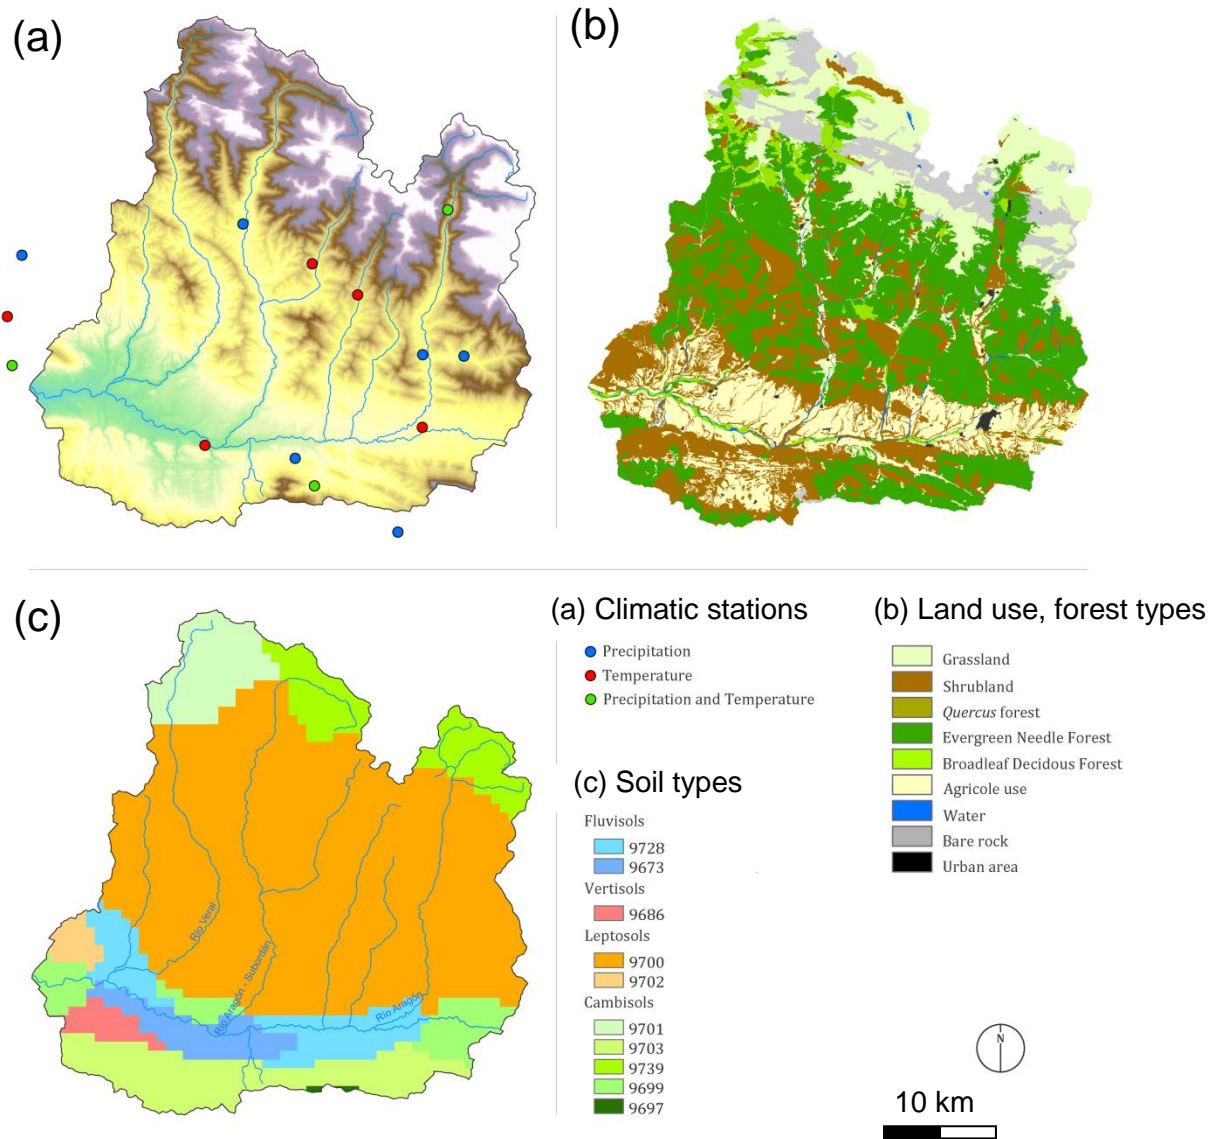 (a)
(b)
(c)
Río Veral
Río Aragón - Subordán
Río Aragón
(a) Climatic stations
Precipitation
Temperature
Precipitation and Temperature
(b) Land use, forest types
Grassland
Shrubland
Quercus forest
Evergreen Needle Forest
Broadleaf Decidous Forest
Agricole use
Water
Bare rock
Urban area
(c) Soil types
Fluvisols
9728
9673
Vertisols
9686
Leptosols
9700
9702
Cambisols
9701
9703
9739
9699
9697
N
10 km